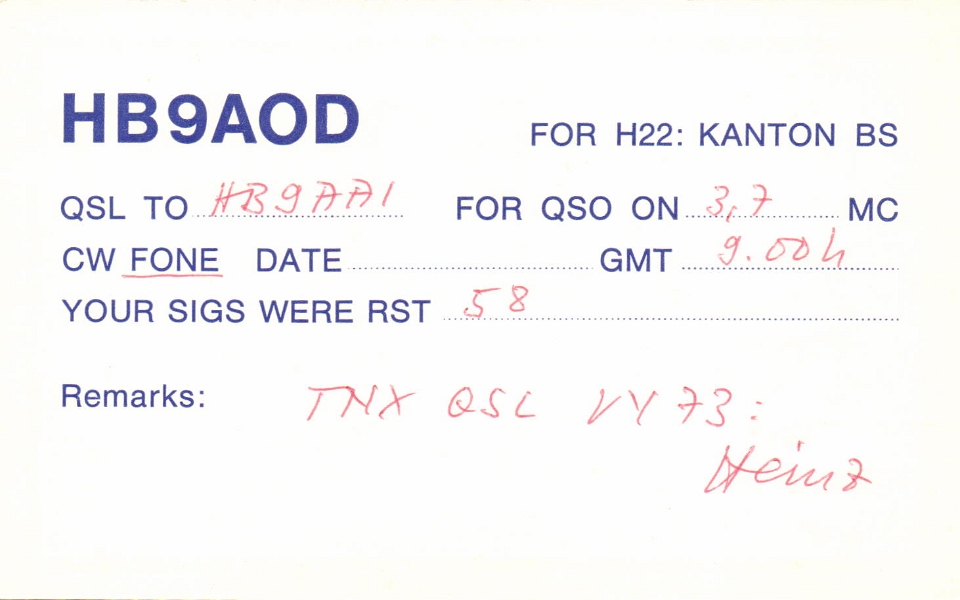 HB9AOD
FOR H22: KANTON BS
QSL TO HB9AAI FOR QSO ON 3,7 MC
CW FONE DATE GMT 9.00h
YOUR SIGS WERE RST 58
Remarks: TNX QSL VY 73:
Heinz